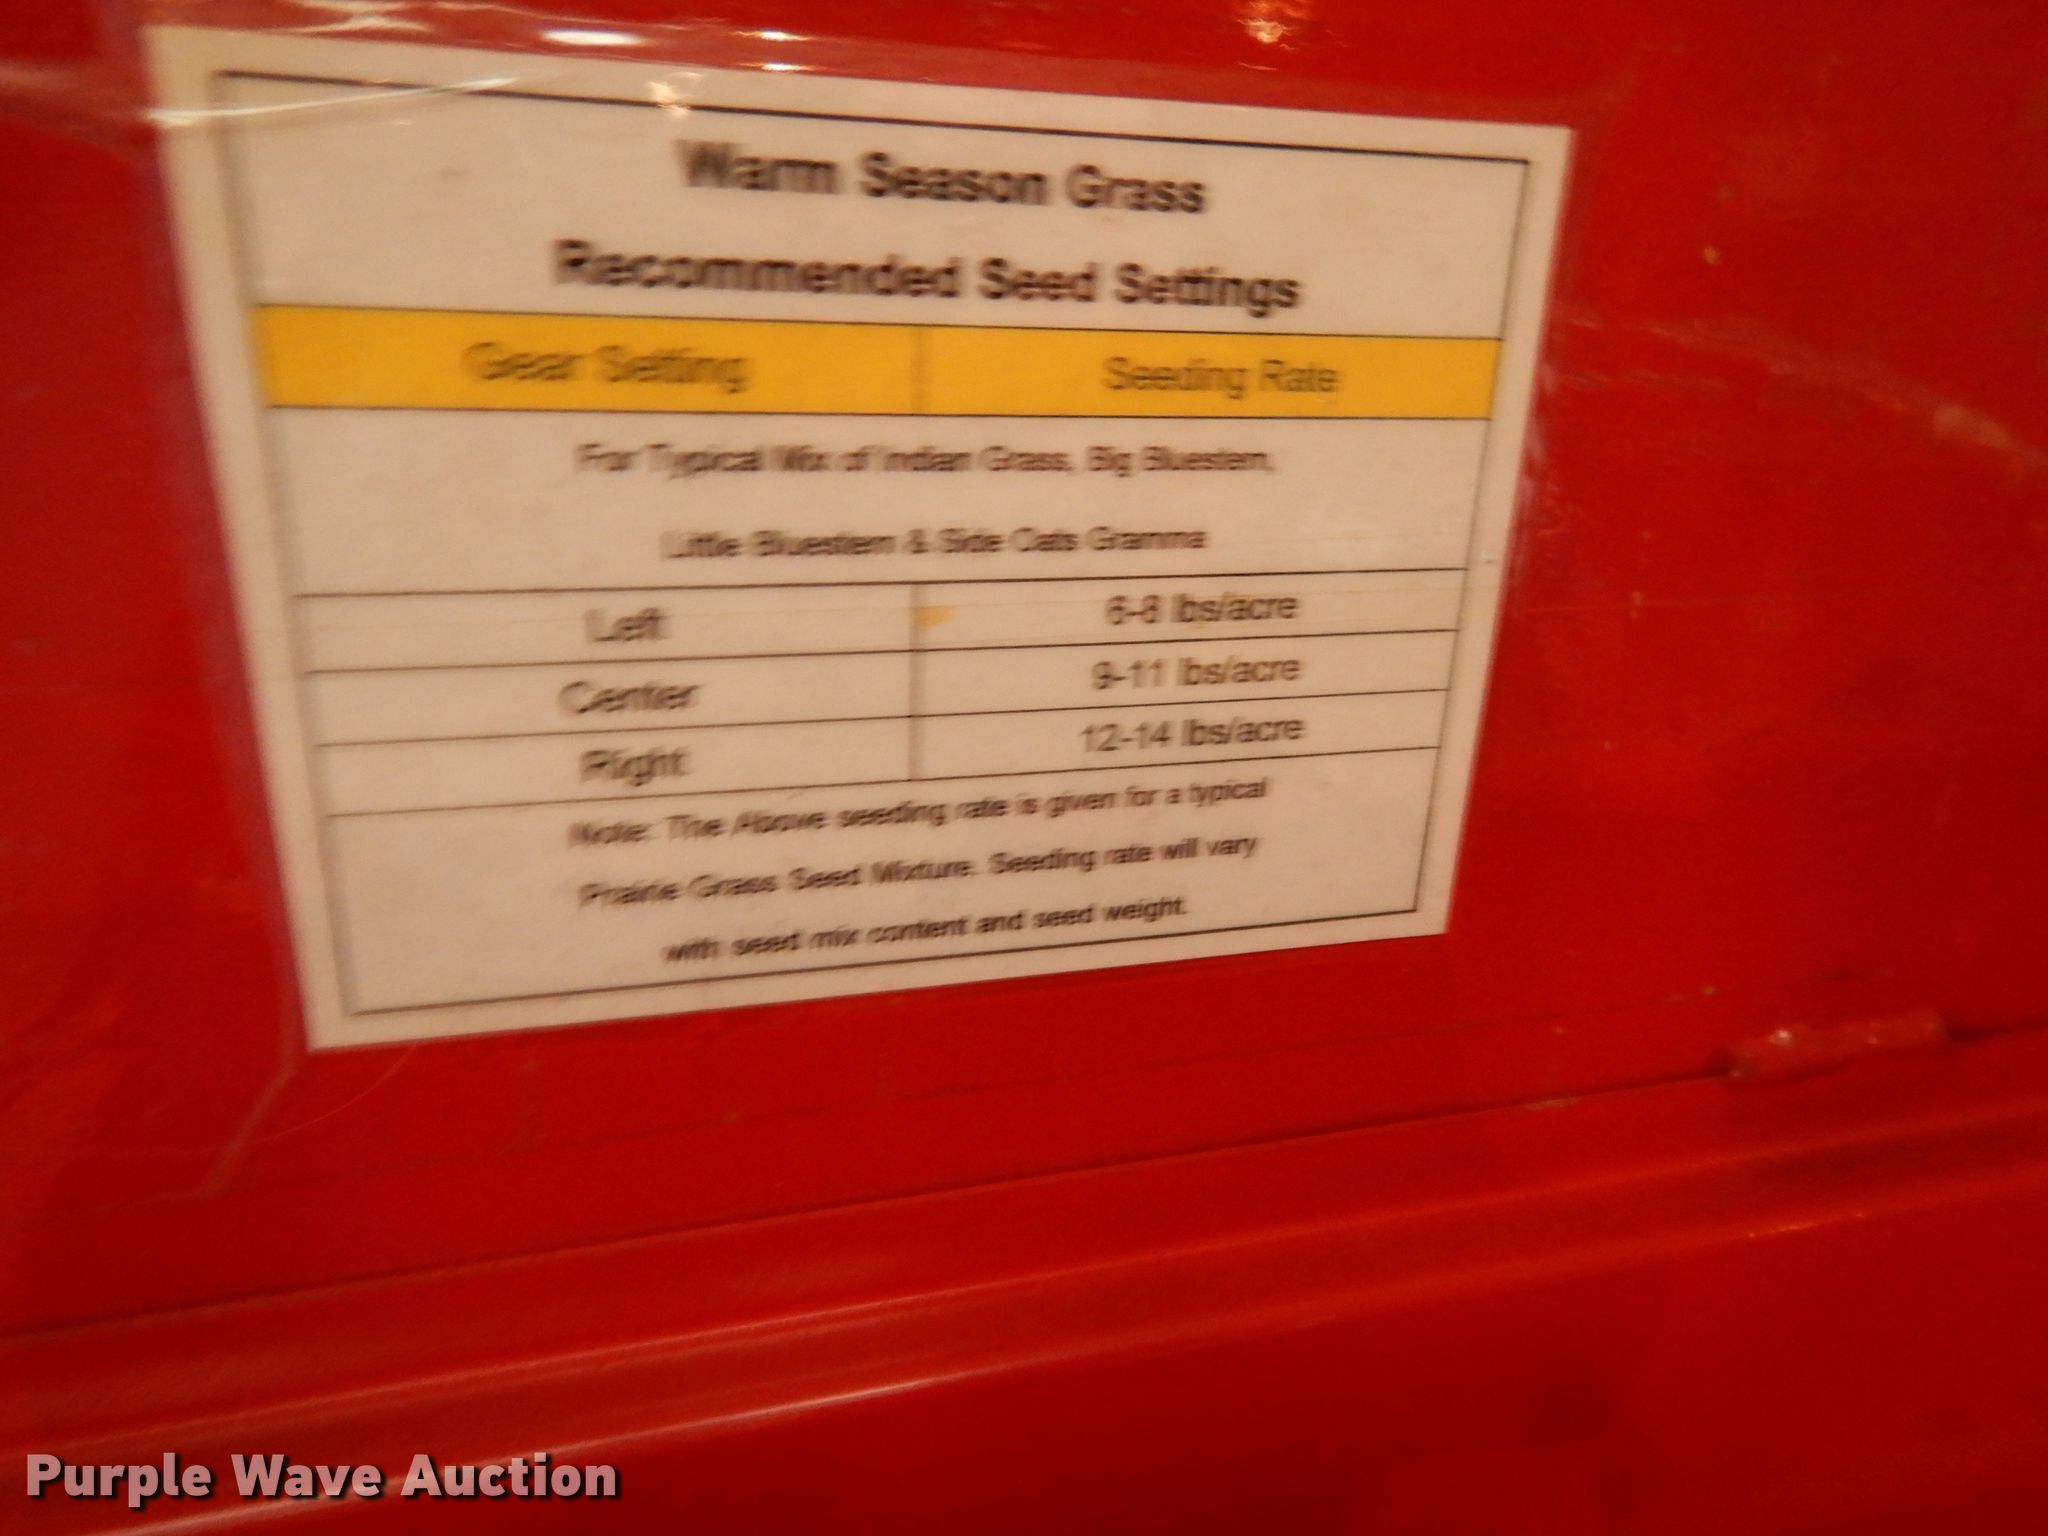 Warm Season Grass
Recommended Seed Settings
Gear Setting Seeding Rate
For Typical Mix of Indian Grass, Big Bluestem,
Little Bluestem & Side Oats Gramma
Left 6-8 lbs/acre
Center 9-11 lbs/acre
Right 12-14 lbs/acre
Note: The Above seeding rate is given for a typical
Prairie Grass Seed Mixture. Seeding rate will vary
with seed mix content and seed weight.
Purple Wave Auction